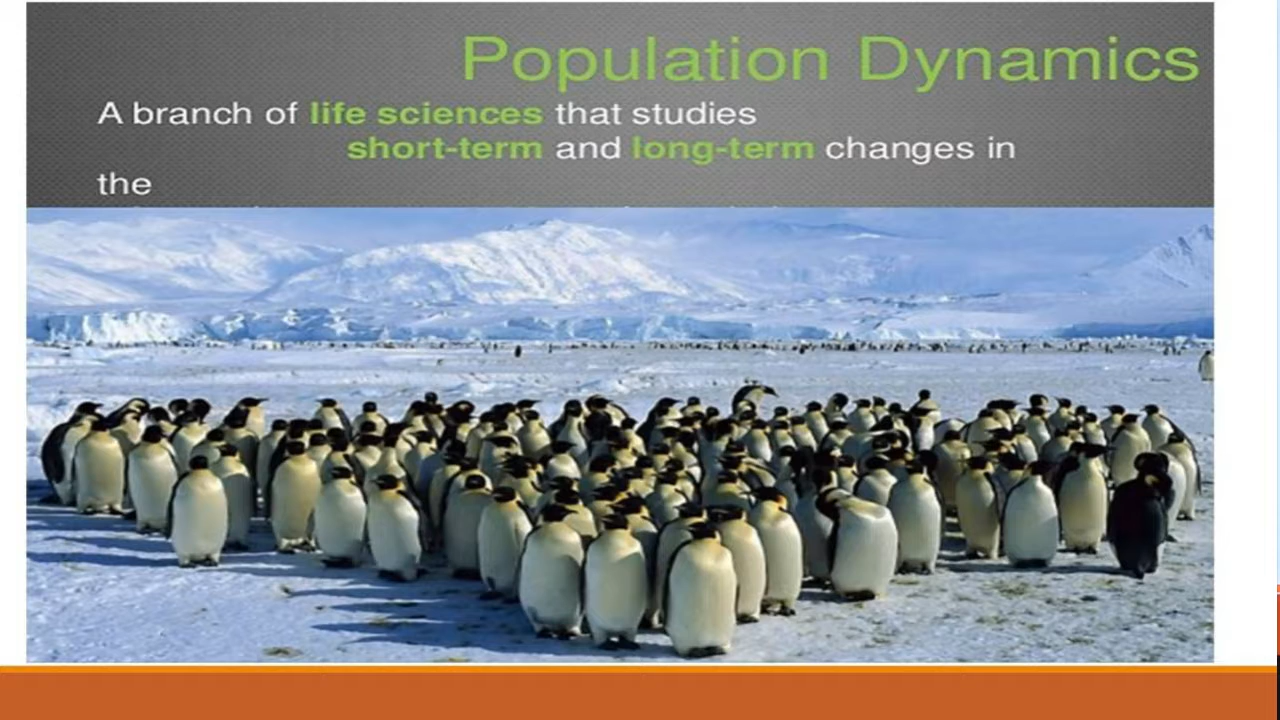 Population Dynamics
A branch of life sciences that studies
short-term and long-term changes in
the